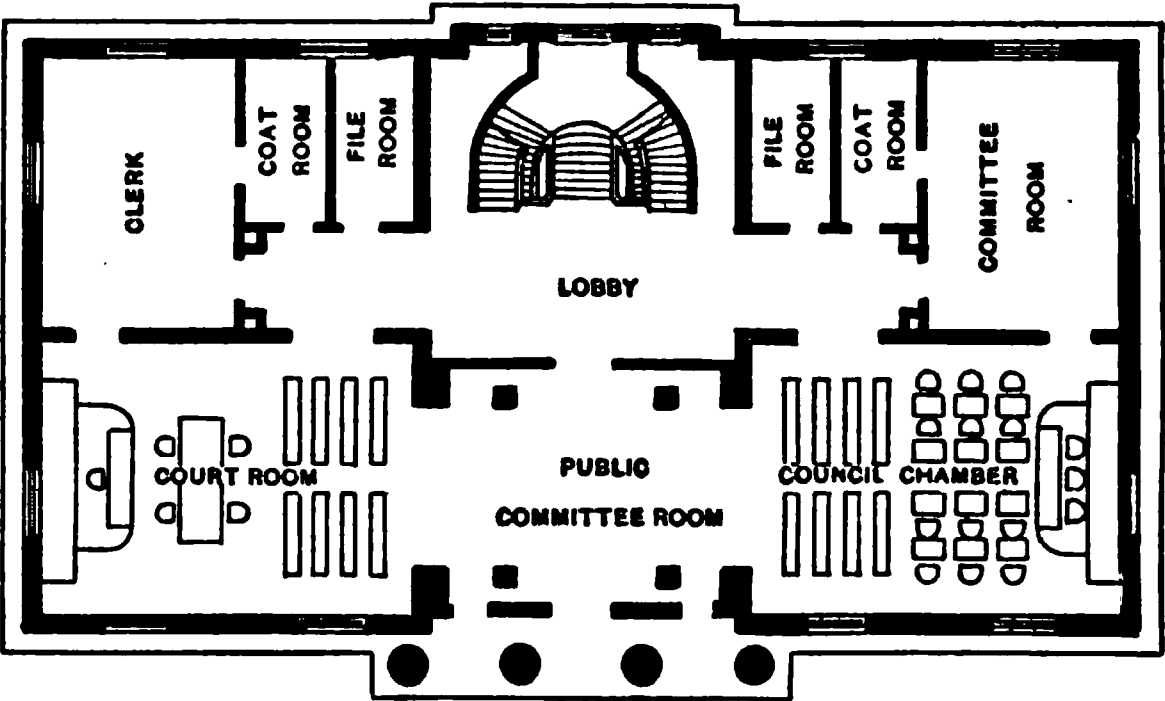 CLERK
COAT
ROOM
FILE
ROOM
FILE
ROOM
COAT
ROOM
COMMITTEE
ROOM
LOBBY
COURT ROOM
PUBLIC
COMMITTEE ROOM
COUNCIL CHAMBER